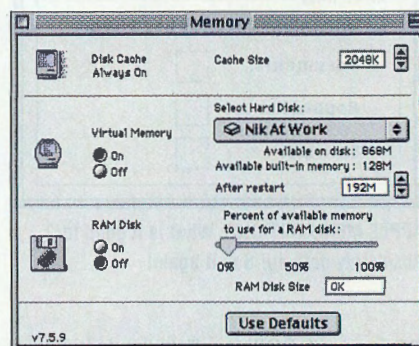 Memory
Disk Cache
Always On
Cache Size
2048K
Select Hard Disk:
Nik At Work
Virtual Memory
On
Off
Available on disk: 868M
Available built-in memory: 128M
After restart
192M
RAM Disk
On
Off
Percent of available memory
to use for a RAM disk:
0%
50%
100%
RAM Disk Size
0K
Use Defaults
v7.5.9